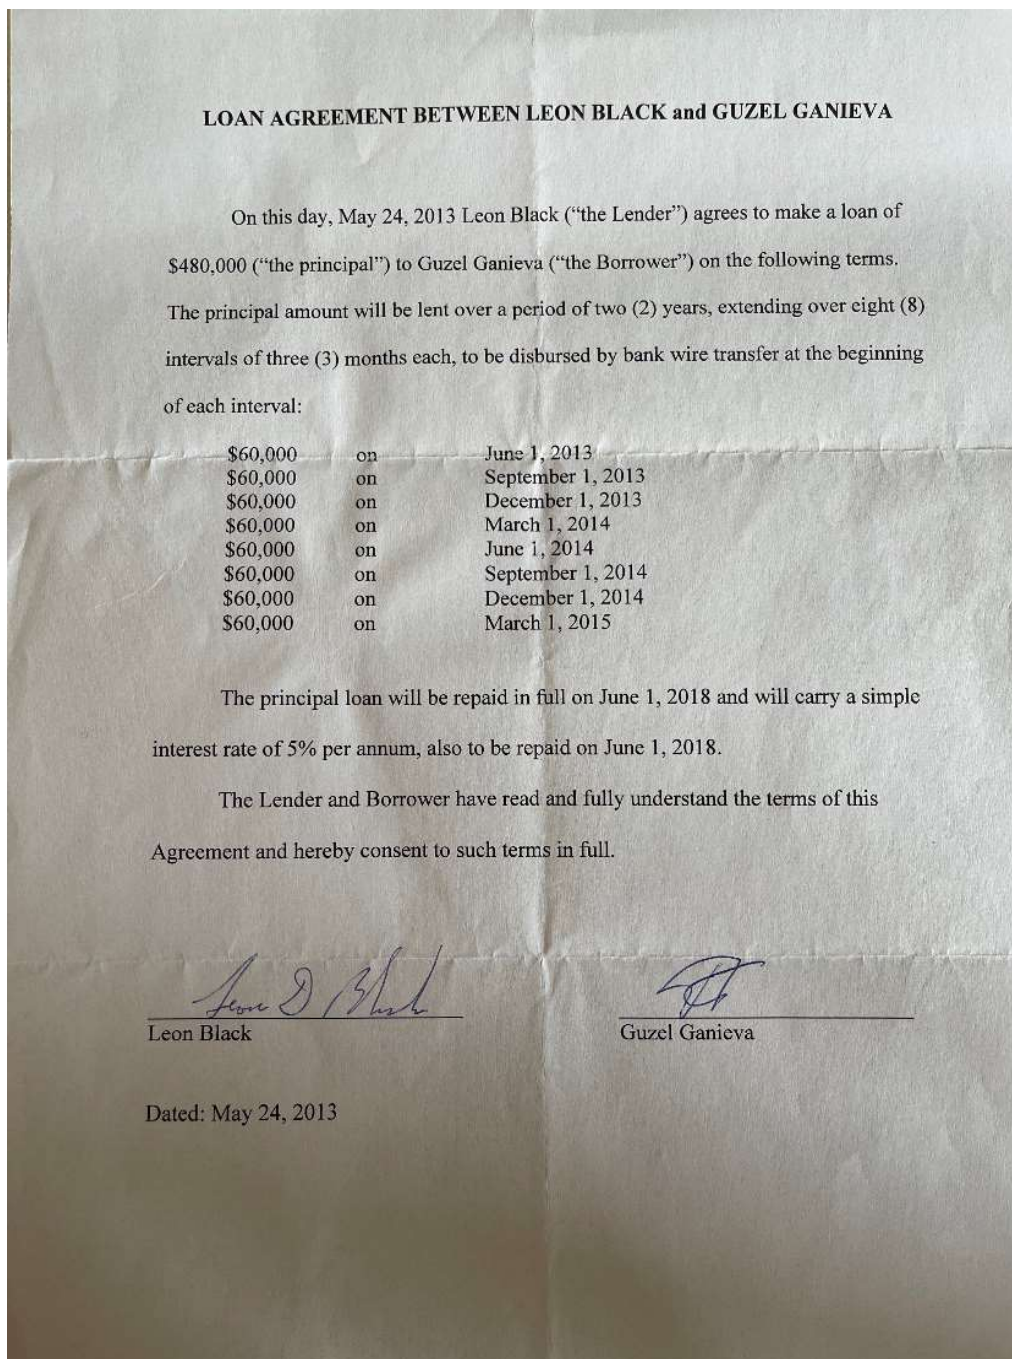 LOAN AGREEMENT BETWEEN LEON BLACK and GUZEL GANIEVA
On this day, May 24, 2013 Leon Black (“the Lender”) agrees to make a loan of
$480,000 (“the principal”) to Guzel Ganieva (“the Borrower”) on the following terms.
The principal amount will be lent over a period of two (2) years, extending over eight (8)
intervals of three (3) months each, to be disbursed by bank wire transfer at the beginning
of each interval:
$60,000 on June 1, 2013
$60,000 on September 1, 2013
$60,000 on December 1, 2013
$60,000 on March 1, 2014
$60,000 on June 1, 2014
$60,000 on September 1, 2014
$60,000 on December 1, 2014
$60,000 on March 1, 2015
The principal loan will be repaid in full on June 1, 2018 and will carry a simple
interest rate of 5% per annum, also to be repaid on June 1, 2018.
The Lender and Borrower have read and fully understand the terms of this
Agreement and hereby consent to such terms in full.
Leon D Black
Leon Black Guzel Ganieva
Dated: May 24, 2013